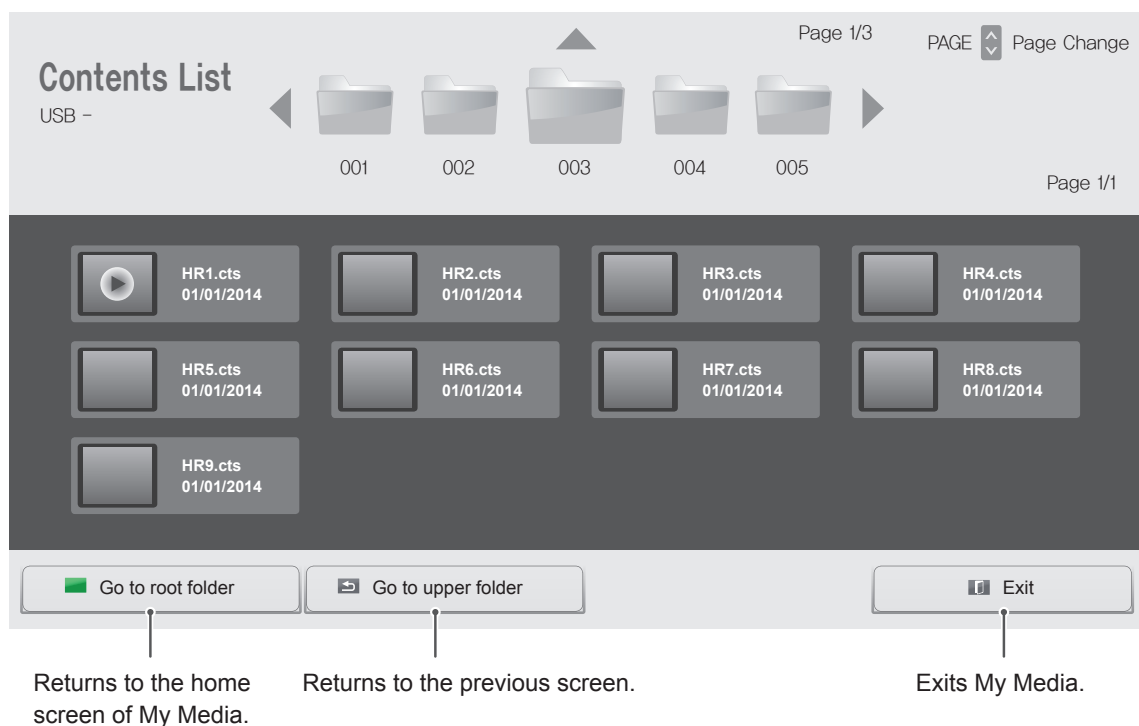 Page 1/3
PAGE Page Change
Contents List
USB -
001 002 003 004 005
Page 1/1
HR1.cts
01/01/2014
HR2.cts
01/01/2014
HR3.cts
01/01/2014
HR4.cts
01/01/2014
HR5.cts
01/01/2014
HR6.cts
01/01/2014
HR7.cts
01/01/2014
HR8.cts
01/01/2014
HR9.cts
01/01/2014
Go to root folder
Go to upper folder
Exit
Returns to the home
screen of My Media.
Returns to the previous screen.
Exits My Media.